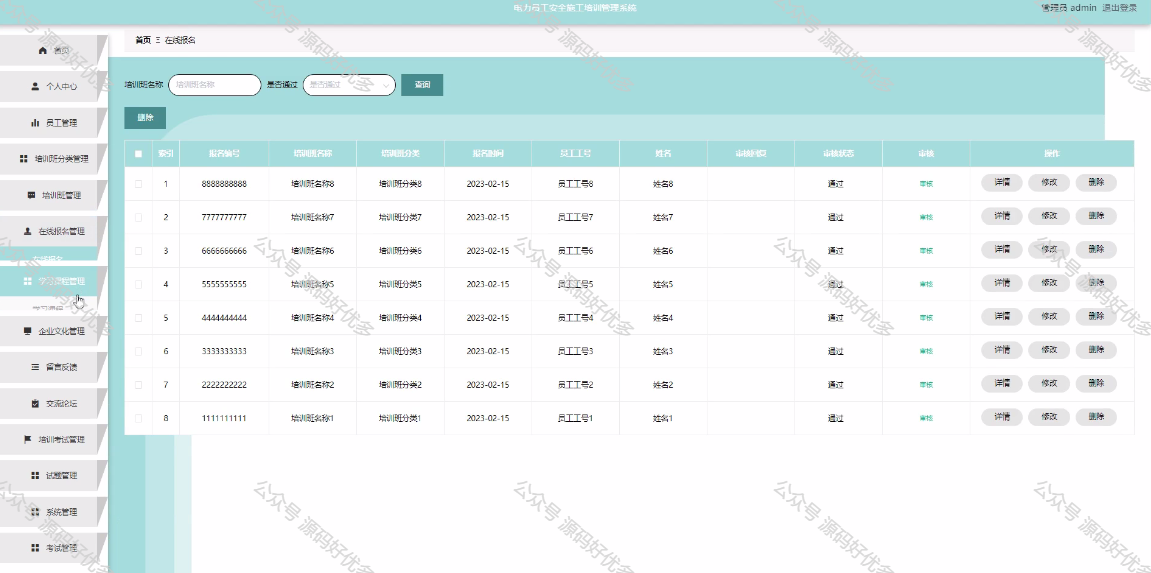 电力员工安全施工培训管理系统
管理员 admin 退出登录
首页
个人中心
员工管理
培训班分类管理
培训班管理
在线报名管理
在线报名
企业文化管理
留言反馈
交流论坛
培训考试管理
试题管理
系统管理
考试管理
首页 在线报名
培训班名称 培训班名称 是否通过 是否通过 查询
删除
索引 报名编号 培训班名称 培训班分类 报名时间 员工工号 姓名 审核回复 审核状态 审核 操作
1 8888888888 培训班名称8 培训班分类8 2023-02-15 员工工号8 姓名8 通过 审核 详情 修改 删除
2 7777777777 培训班名称7 培训班分类7 2023-02-15 员工工号7 姓名7 通过 审核 详情 修改 删除
3 6666666666 培训班名称6 培训班分类6 2023-02-15 员工工号6 姓名6 通过 审核 详情 修改 删除
4 5555555555 培训班名称5 培训班分类5 2023-02-15 员工工号5 姓名5 通过 审核 详情 修改 删除
5 4444444444 培训班名称4 培训班分类4 2023-02-15 员工工号4 姓名4 通过 审核 详情 修改 删除
6 3333333333 培训班名称3 培训班分类3 2023-02-15 员工工号3 姓名3 通过 审核 详情 修改 删除
7 2222222222 培训班名称2 培训班分类2 2023-02-15 员工工号2 姓名2 通过 审核 详情 修改 删除
8 1111111111 培训班名称1 培训班分类1 2023-02-15 员工工号1 姓名1 通过 审核 详情 修改 删除
公众号 源码好优多